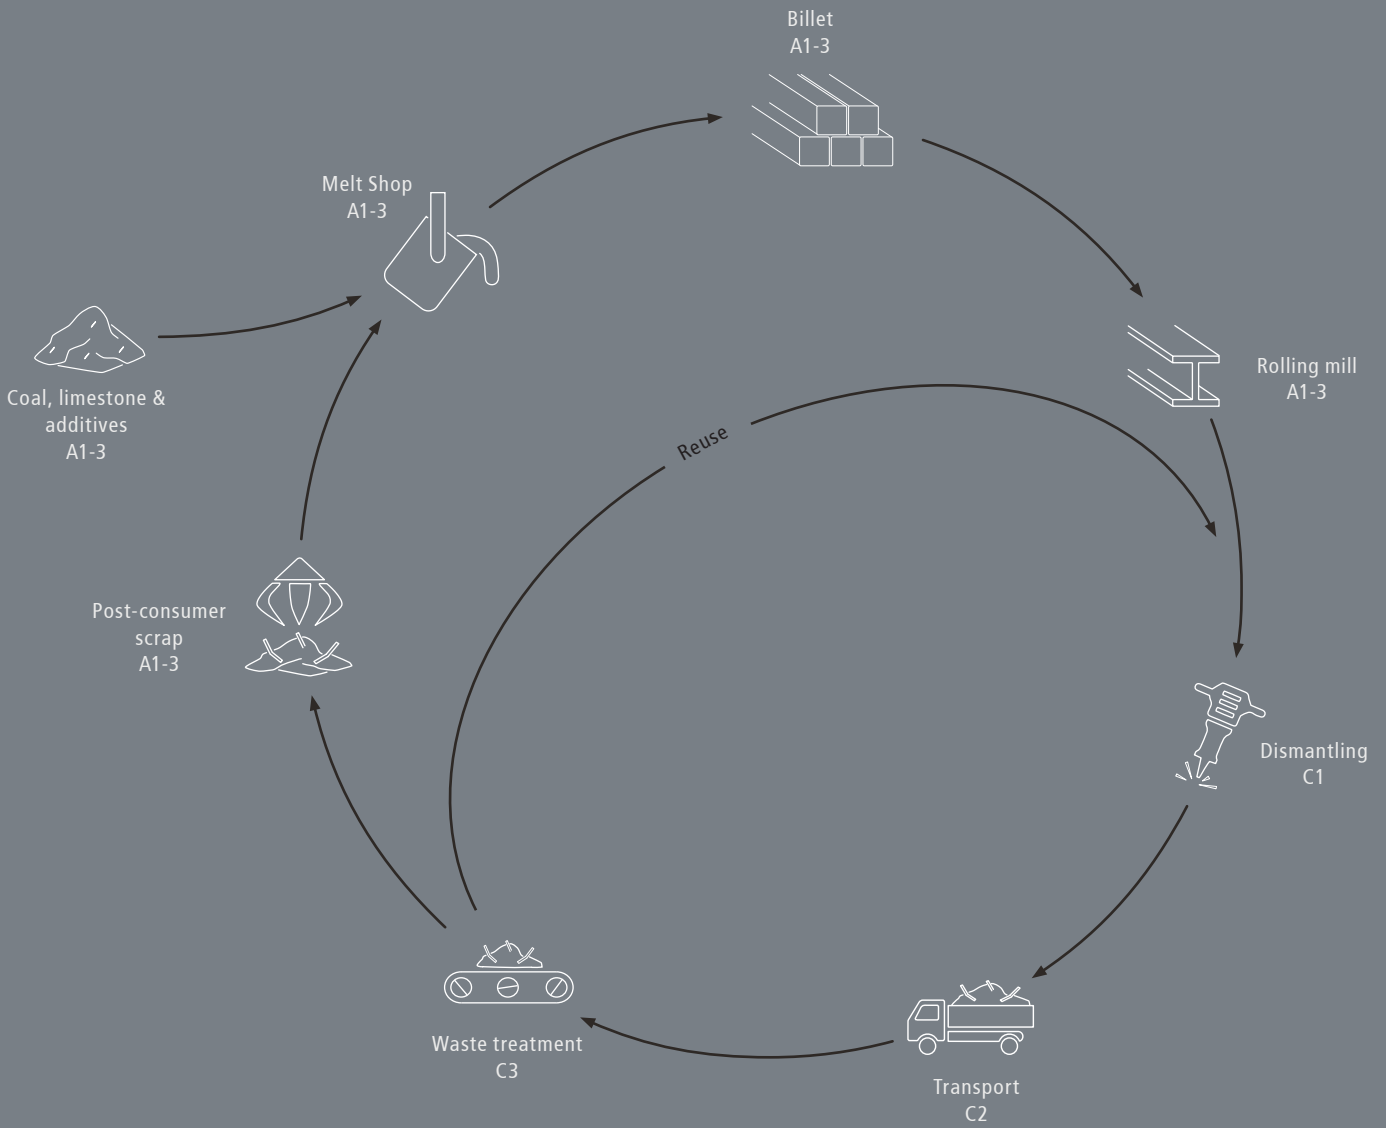 Billet
A1-3
Melt Shop
A1-3
Rolling mill
A1-3
Coal, limestone &
additives
A1-3
Reuse
Post-consumer
scrap
A1-3
Dismantling
C1
Waste treatment
C3
Transport
C2